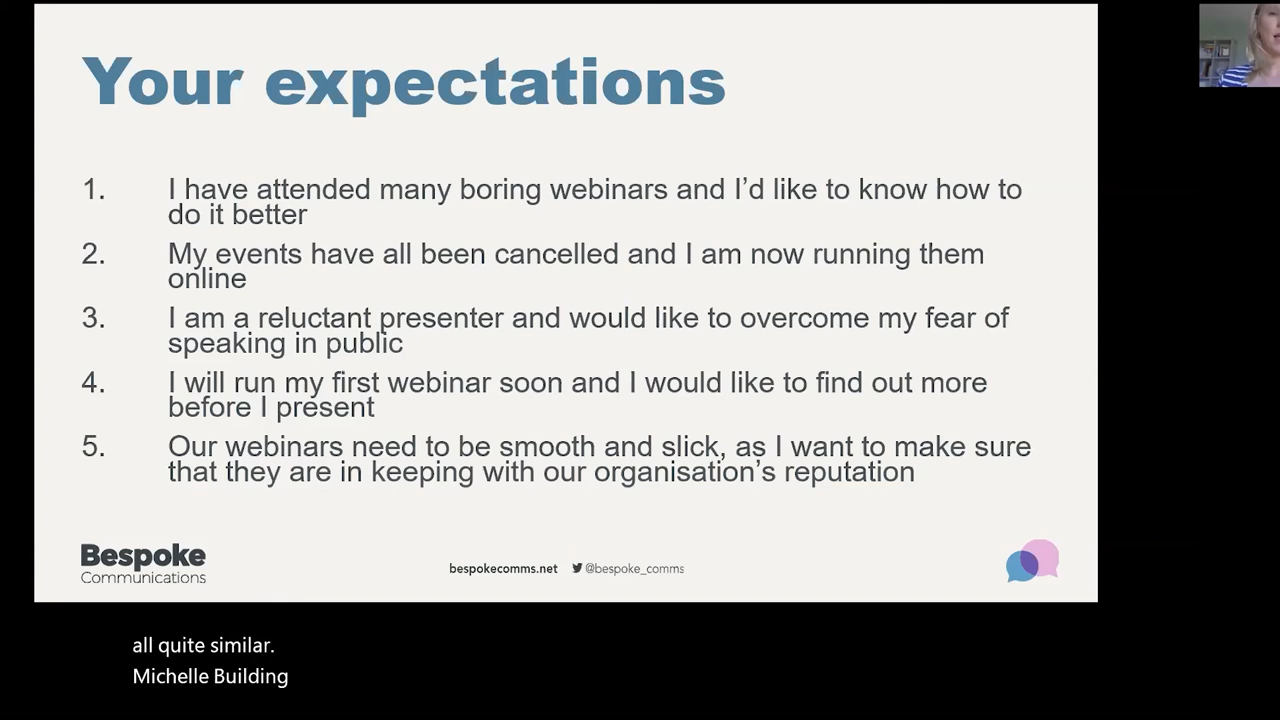 Your expectations
1. I have attended many boring webinars and I’d like to know how to
do it better
2. My events have all been cancelled and I am now running them
online
3. I am a reluctant presenter and would like to overcome my fear of
speaking in public
4. I will run my first webinar soon and I would like to find out more
before I present
5. Our webinars need to be smooth and slick, as I want to make sure
that they are in keeping with our organisation’s reputation
Bespoke
Communications
bespokecomms.net @bespoke_comms
all quite similar.
Michelle Building